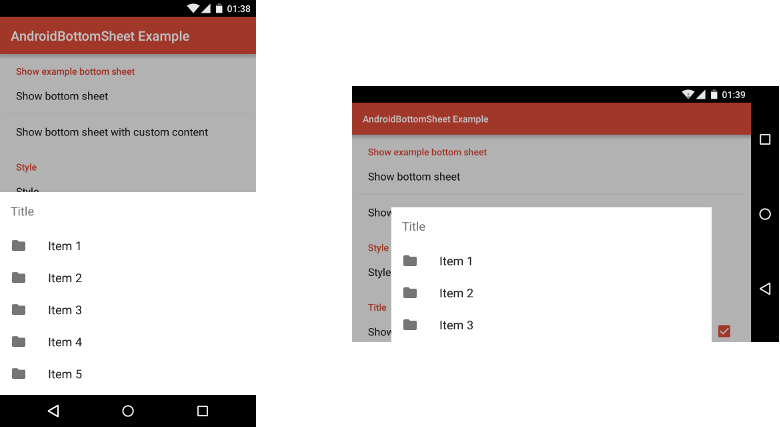 01:38
AndroidBottomSheet Example
Show example bottom sheet
Show bottom sheet
Show bottom sheet with custom content
Style
Style
Title
Item 1
Item 2
Item 3
Item 4
Item 5
01:39
AndroidBottomSheet Example
Show example bottom sheet
Show bottom sheet
Show
Style
Style
Title
Show
Title
Item 1
Item 2
Item 3